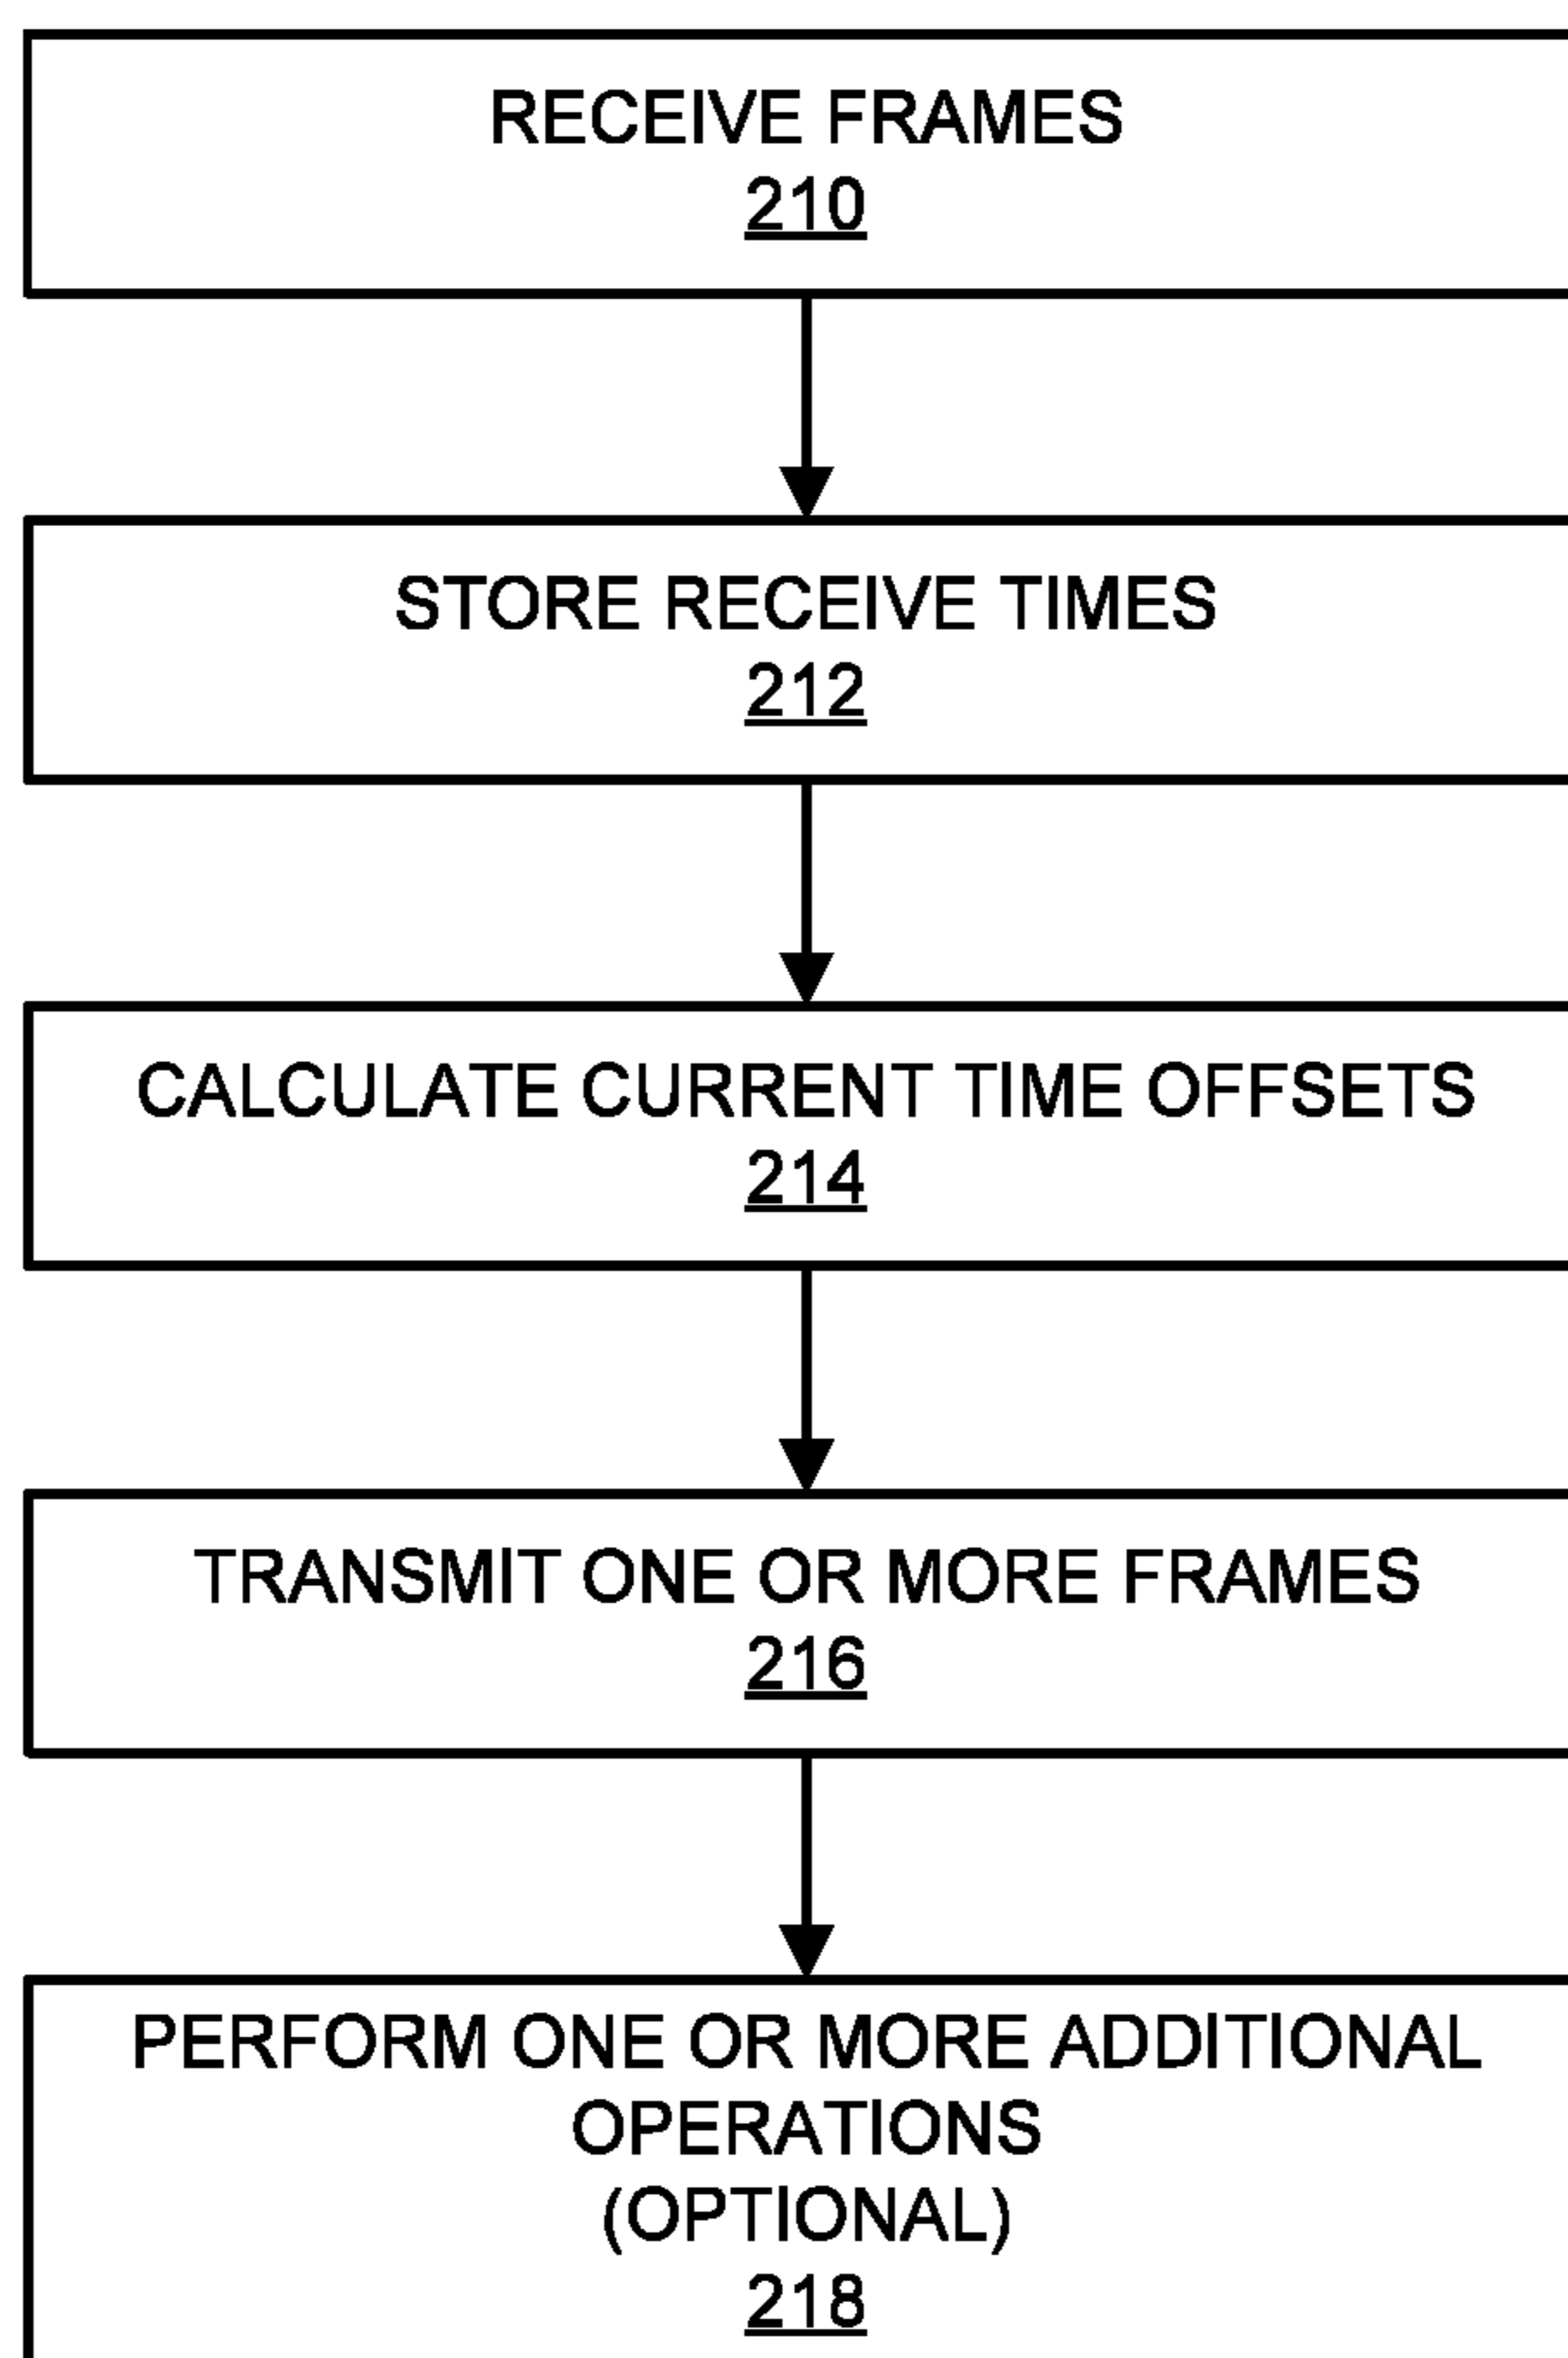 RECEIVE FRAMES
210
STORE RECEIVE TIMES
212
CALCULATE CURRENT TIME OFFSETS
214
TRANSMIT ONE OR MORE FRAMES
216
PERFORM ONE OR MORE ADDITIONAL
OPERATIONS
(OPTIONAL)
218